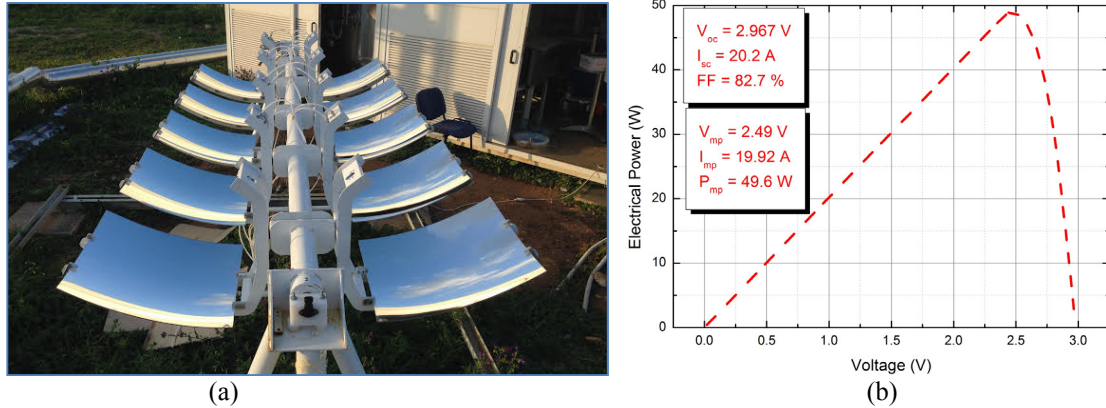 V_oc = 2.967 V
I_sc = 20.2 A
FF = 82.7 %
V_mp = 2.49 V
I_mp = 19.92 A
P_mp = 49.6 W
Electrical Power (W)
50
40
30
20
10
0
0.0 0.5 1.0 1.5 2.0 2.5 3.0
Voltage (V)
(a) (b)